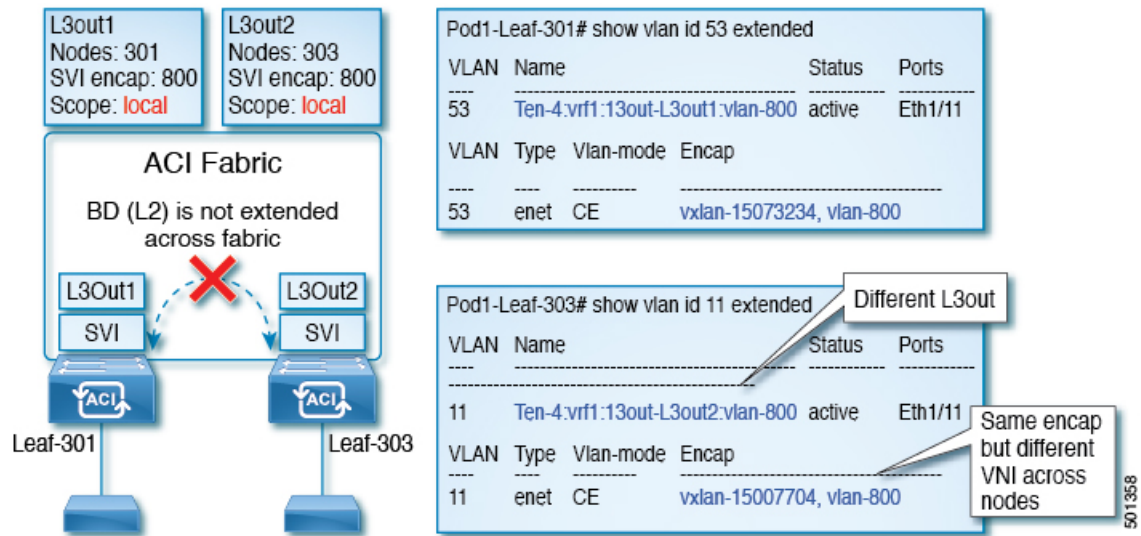 L3out1
Nodes: 301
SVI encap: 800
Scope: local
L3out2
Nodes: 303
SVI encap: 800
Scope: local
ACI Fabric
BD (L2) is not extended
across fabric
L3Out1
SVI
L3Out2
SVI
ACI
ACI
Leaf-301
Leaf-303
Pod1-Leaf-301# show vlan id 53 extended
VLAN Name Status Ports
---- -------------------------------- --------- ---------
53 Ten-4:vrf1:13out-L3out1:vlan-800 active Eth1/11
VLAN Type Vlan-mode Encap
---- ---- ---------- --------------------------------
53 enet CE vxlan-15073234, vlan-800
Pod1-Leaf-303# show vlan id 11 extended
Different L3out
VLAN Name Status Ports
---- -------------------------------- --------- ---------
--------------------------------
11 Ten-4:vrf1:13out-L3out2:vlan-800 active Eth1/11
VLAN Type Vlan-mode Encap
---- ---- ---------- --------------------------------
11 enet CE vxlan-15007704, vlan-800
Same encap
but different
VNI across
nodes
501358